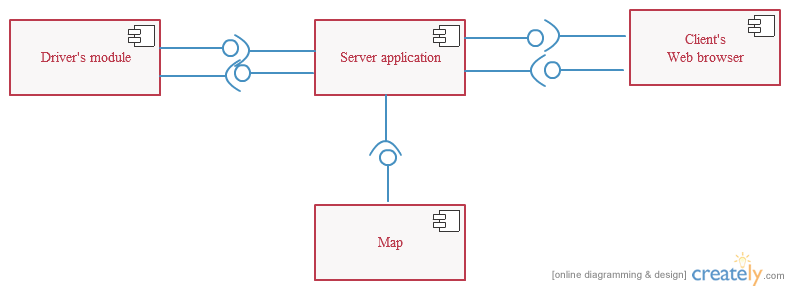 Driver's module
Server application
Client's
Web browser
Map
[online diagramming & design] creately.com